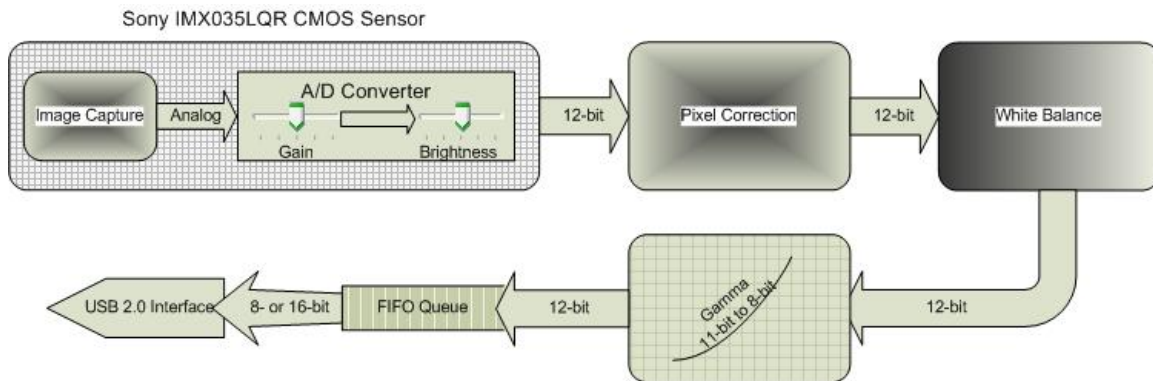 Sony IMX035LQR CMOS Sensor
Image Capture
Analog
A/D Converter
Gain
Brightness
12-bit
Pixel Correction
12-bit
White Balance
12-bit
Gamma
11-bit to 8-bit
12-bit
FIFO Queue
8- or 16-bit
USB 2.0 Interface